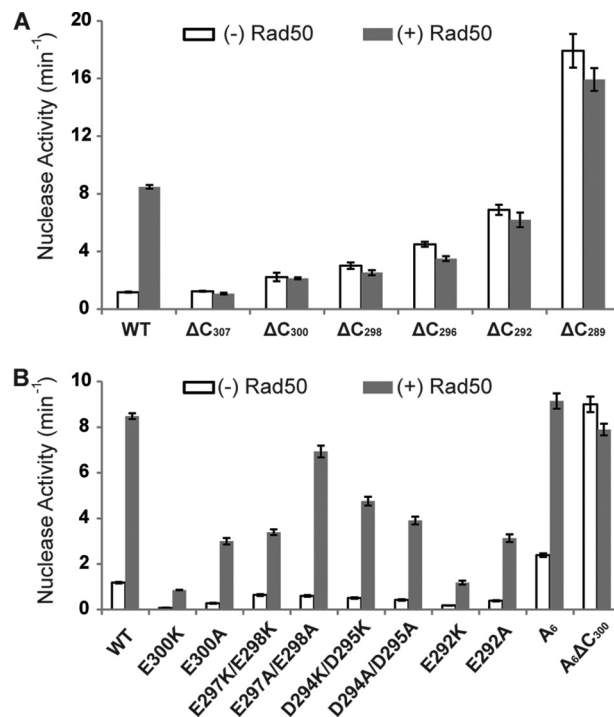 A
(-) Rad50 (+) Rad50
Nuclease Activity (min⁻¹)
20
16
12
8
4
0
WT ΔC₃₀₇ ΔC₃₀₀ ΔC₂₉₈ ΔC₂₉₆ ΔC₂₉₂ ΔC₂₈₉
B
(-) Rad50 (+) Rad50
Nuclease Activity (min⁻¹)
10
8
6
4
2
0
WT E300K E300A E297K/E298K E297A/E298A D294K/D295K D294A/D295A E292K E292A A₆ A₆ΔC₃₀₀